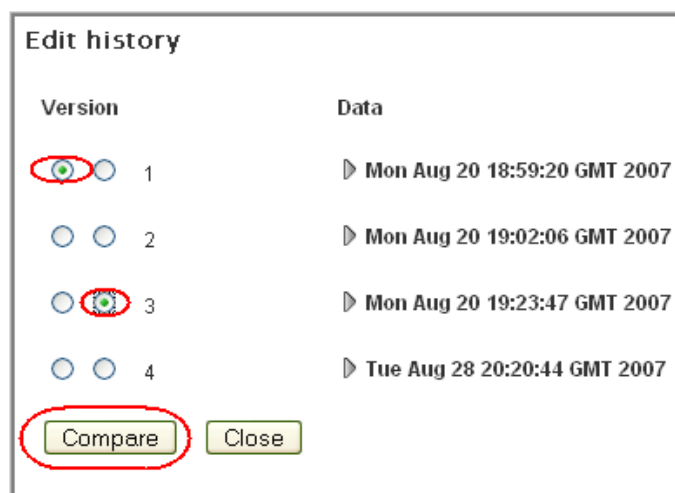 Edit history
Version Data
1 Mon Aug 20 18:59:20 GMT 2007
2 Mon Aug 20 19:02:06 GMT 2007
3 Mon Aug 20 19:23:47 GMT 2007
4 Tue Aug 28 20:20:44 GMT 2007
Compare Close